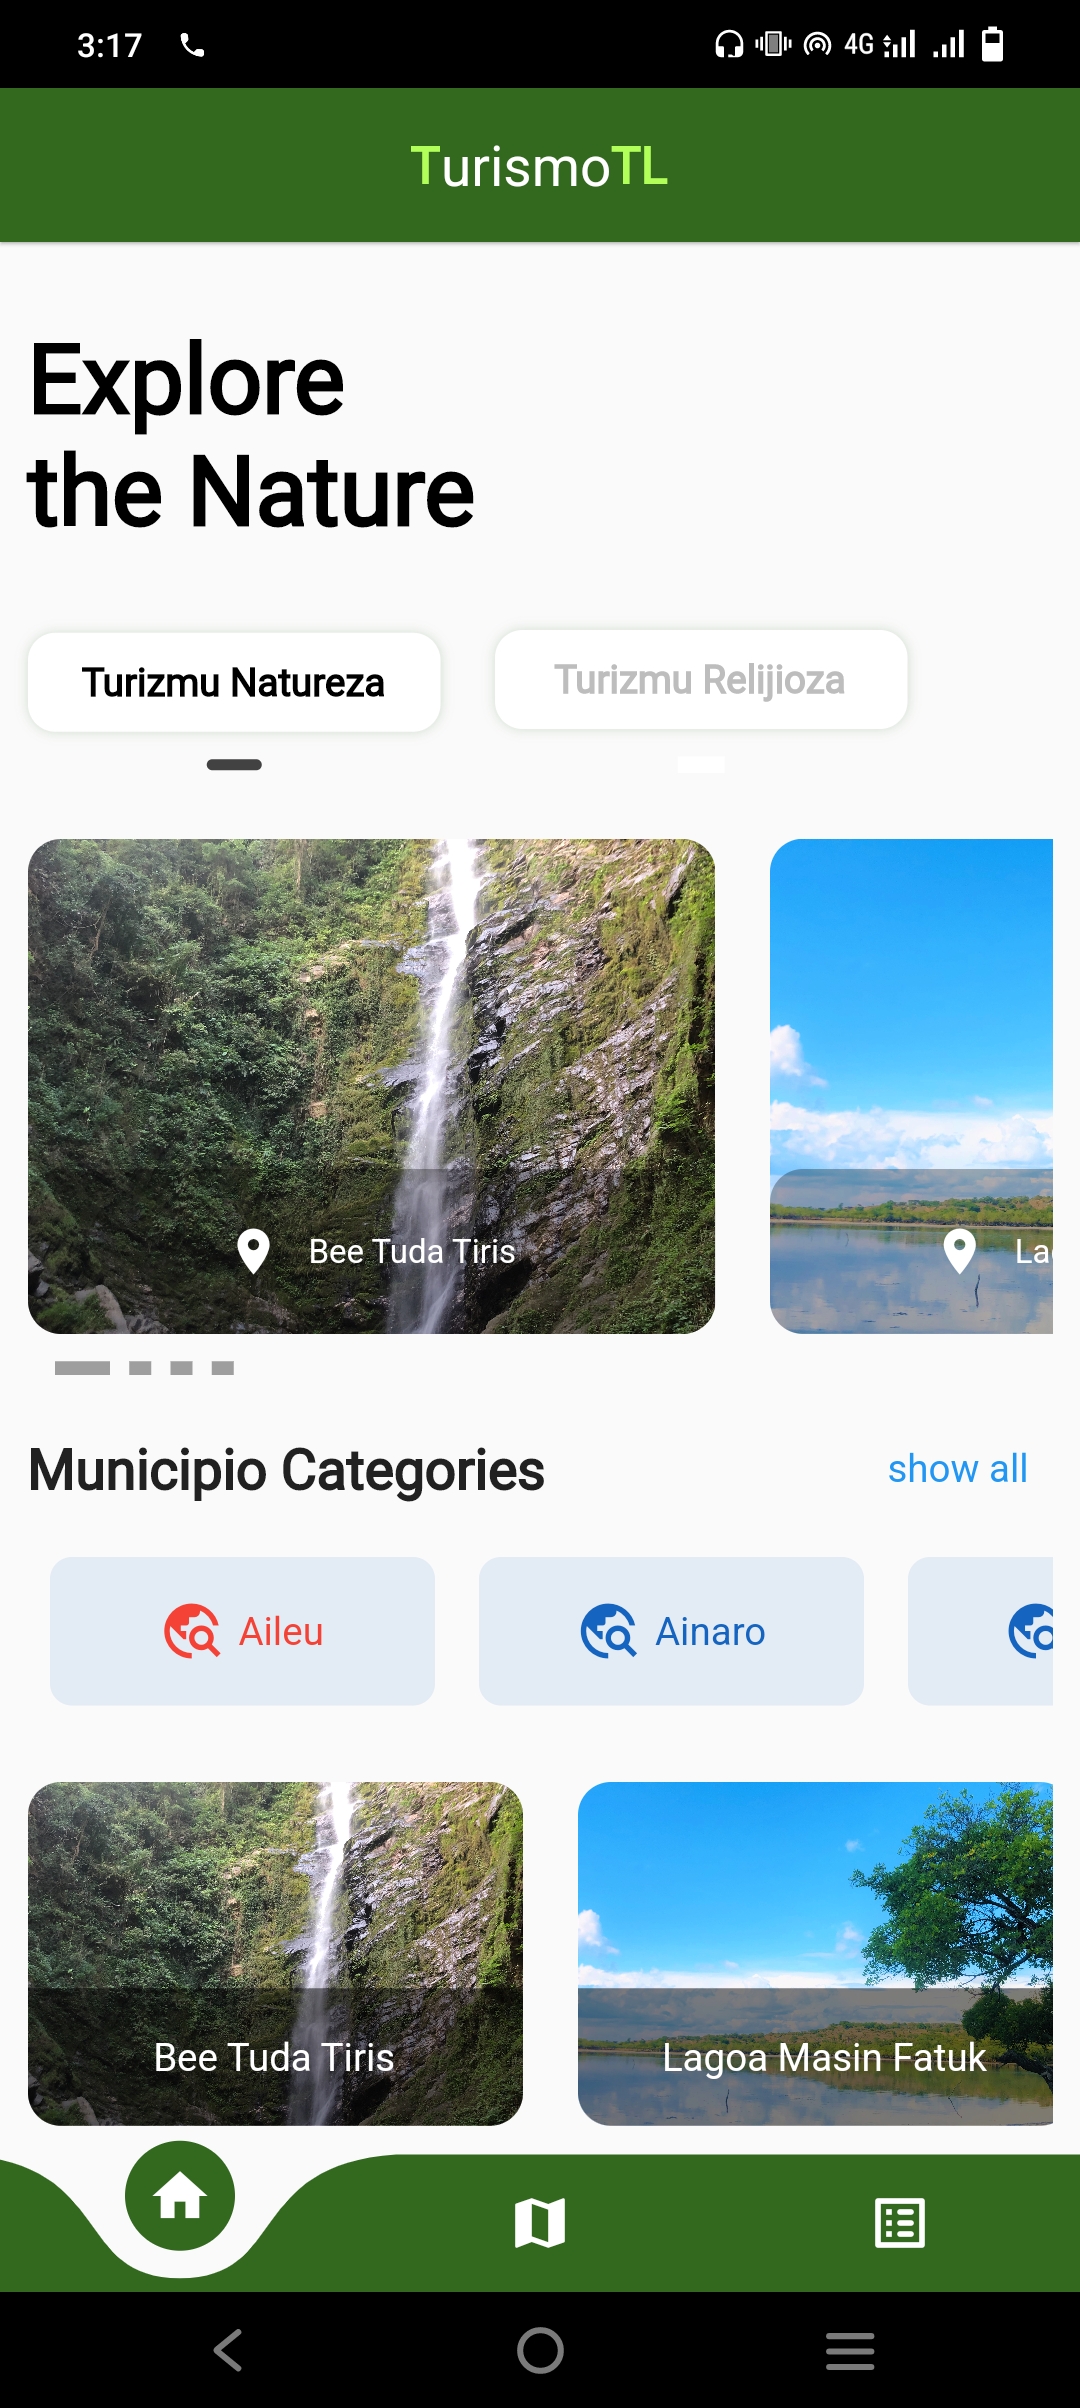 3:17
4G
TurismoTL
Explore
the Nature
Turizmu Natureza
Turizmu Relijioza
Bee Tuda Tiris
Municipio Categories
show all
Aileu
Ainaro
Bee Tuda Tiris
Lagoa Masin Fatuk